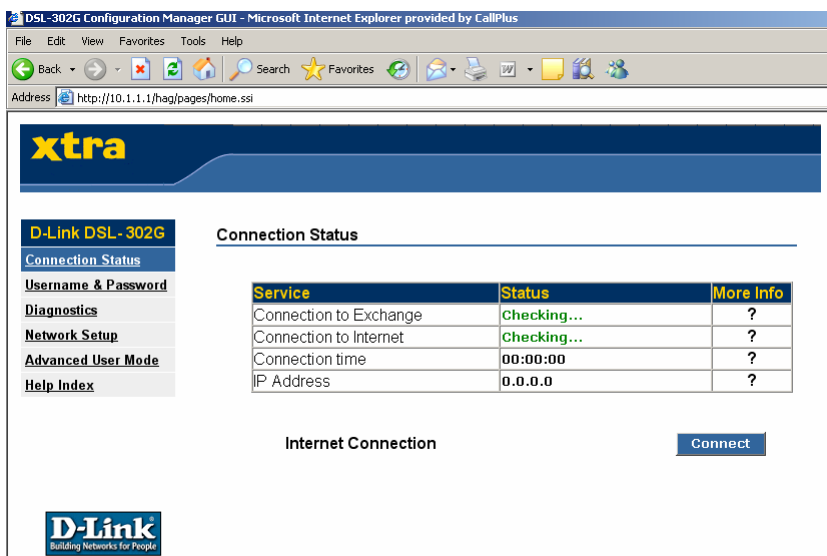 DSL-302G Configuration Manager GUI - Microsoft Internet Explorer provided by CallPlus
File Edit View Favorites Tools Help
Back Search Favorites
Address http://10.1.1.1/hag/pages/home.ssi
xtra
D-Link DSL-302G
Connection Status
Username & Password
Diagnostics
Network Setup
Advanced User Mode
Help Index
Connection Status
Service Status More Info
Connection to Exchange Checking... ?
Connection to Internet Checking... ?
Connection time 00:00:00 ?
IP Address 0.0.0.0 ?
Internet Connection Connect
D-Link
Building Networks for People